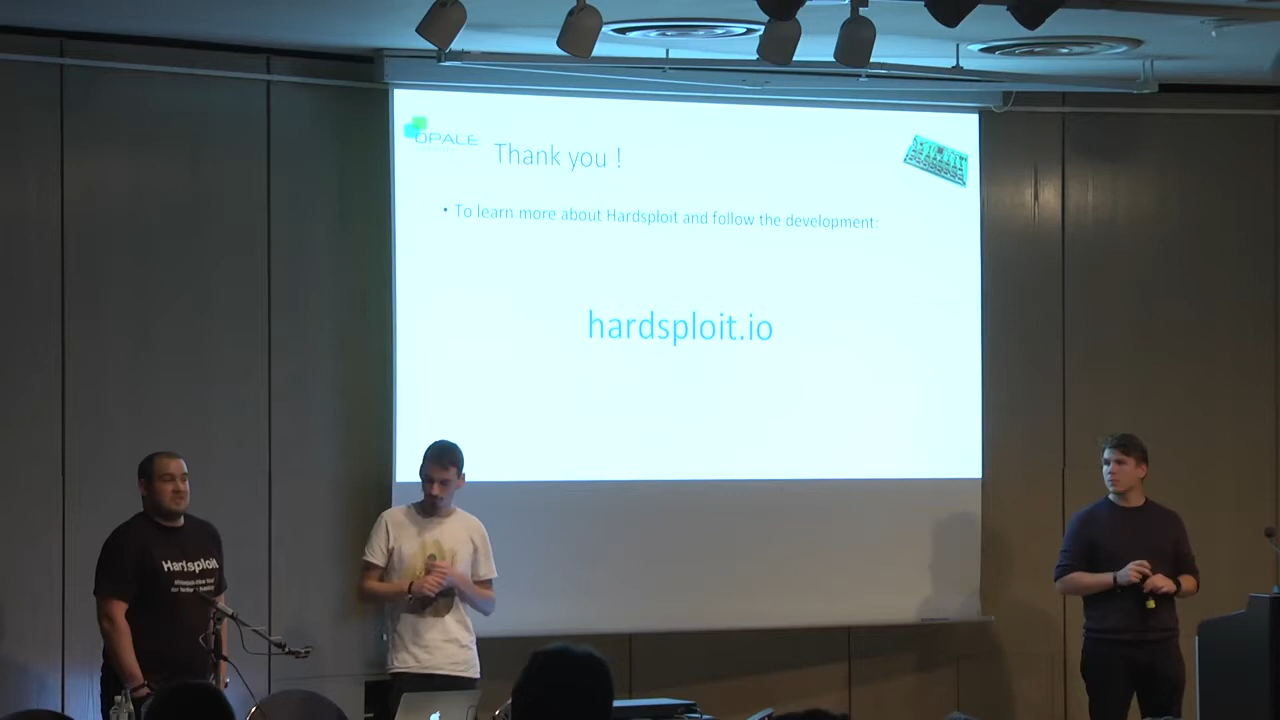 OPALE
Thank you !
• To learn more about Hardsploit and follow the development:
hardsploit.io
Hardsploit